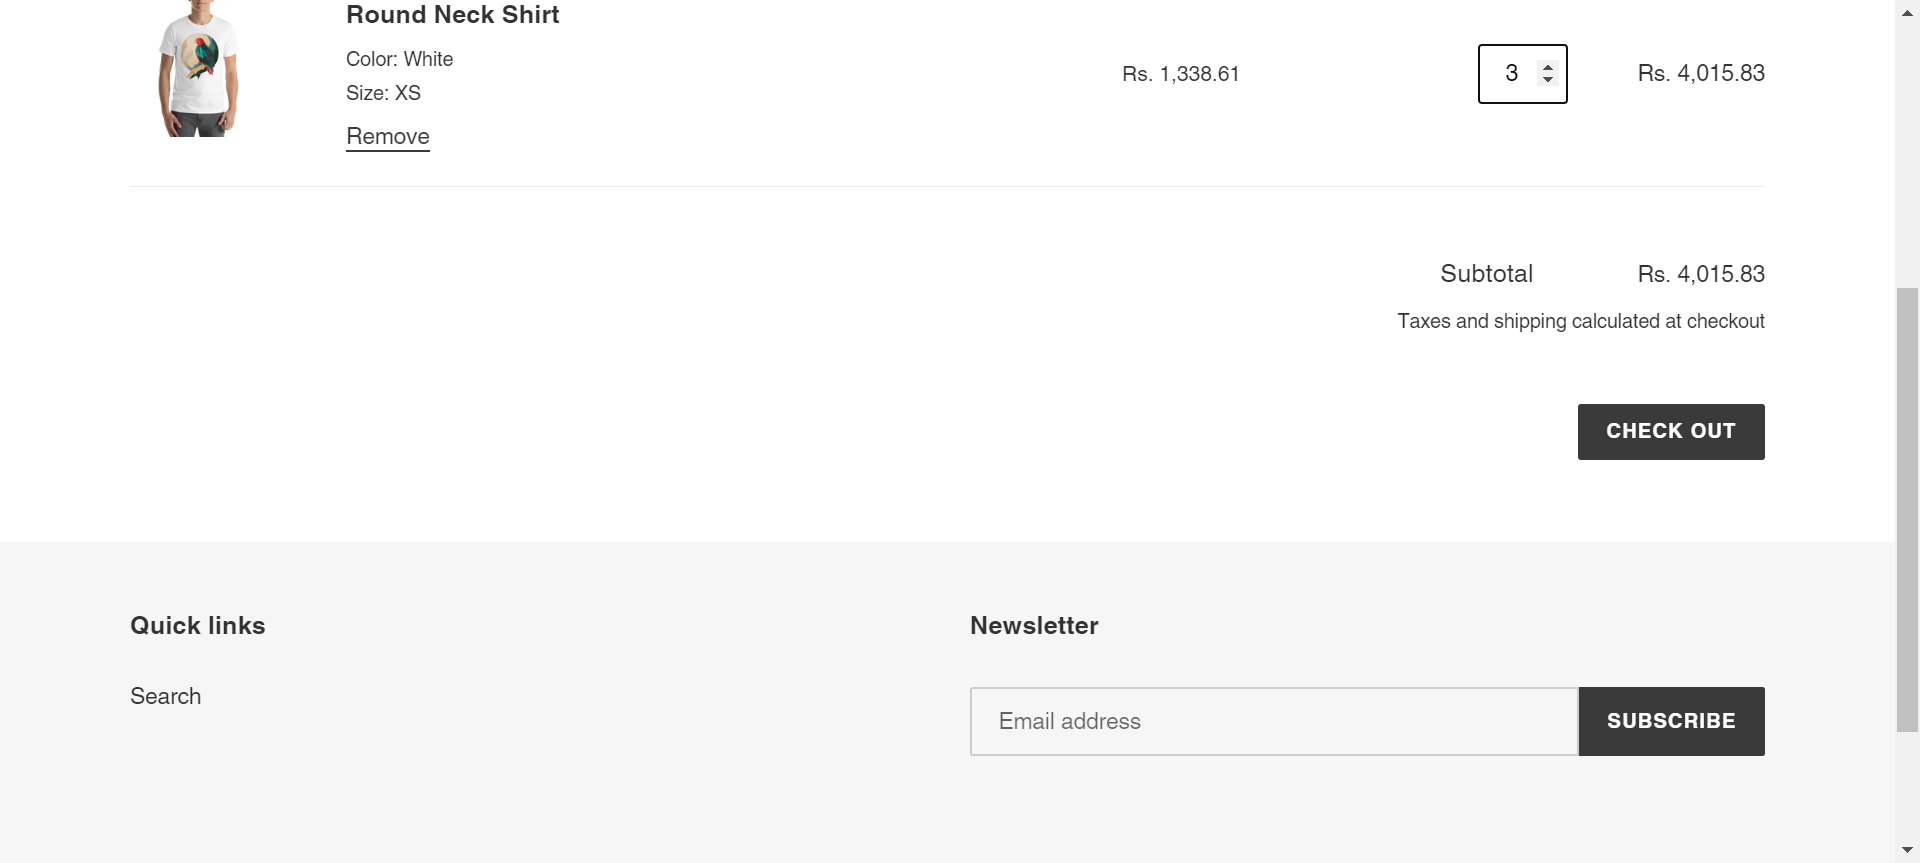 Round Neck Shirt
Color: White
Size: XS
Remove
Rs. 1,338.61
3
Rs. 4,015.83
Subtotal Rs. 4,015.83
Taxes and shipping calculated at checkout
CHECK OUT
Quick links
Search
Newsletter
Email address
SUBSCRIBE